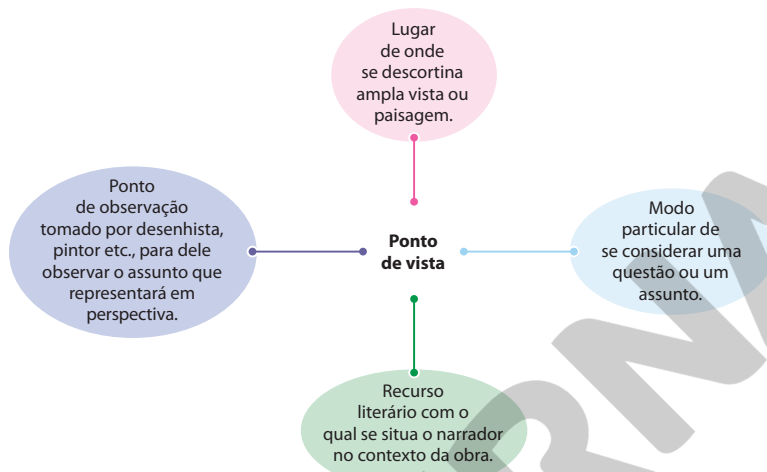 Lugar
de onde
se descortina
ampla vista ou
paisagem.
Ponto
de observação
tomado por desenhista,
pintor etc., para dele
observar o assunto que
representará em
perspectiva.
Ponto
de vista
Modo
particular de
se considerar uma
questão ou um
assunto.
Recurso
literário com o
qual se situa o narrador
no contexto da obra.